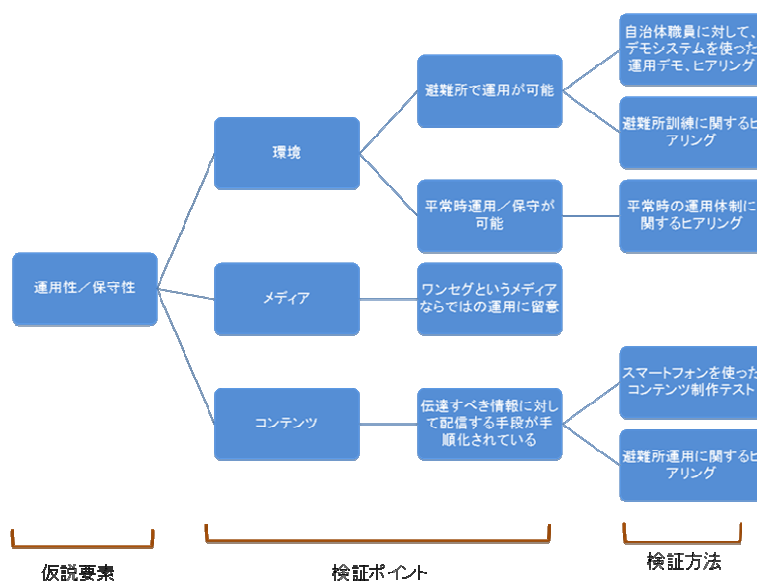 自治体職員に対して、
デモシステムを使った
運用デモ、ヒアリング
避難所で運用が可能
避難所訓練に関するヒ
アリング
環境
平常時運用／保守が
可能
平常時の運用体制に
関するヒアリング
運用性／保守性
メディア
ワンセグというメディア
ならではの運用に留意
スマートフォンを使った
コンテンツ制作テスト
コンテンツ
伝達すべき情報に対し
て配信する手段が手
順化されている
避難所運用に関するヒ
アリング
仮説要素
検証ポイント
検証方法